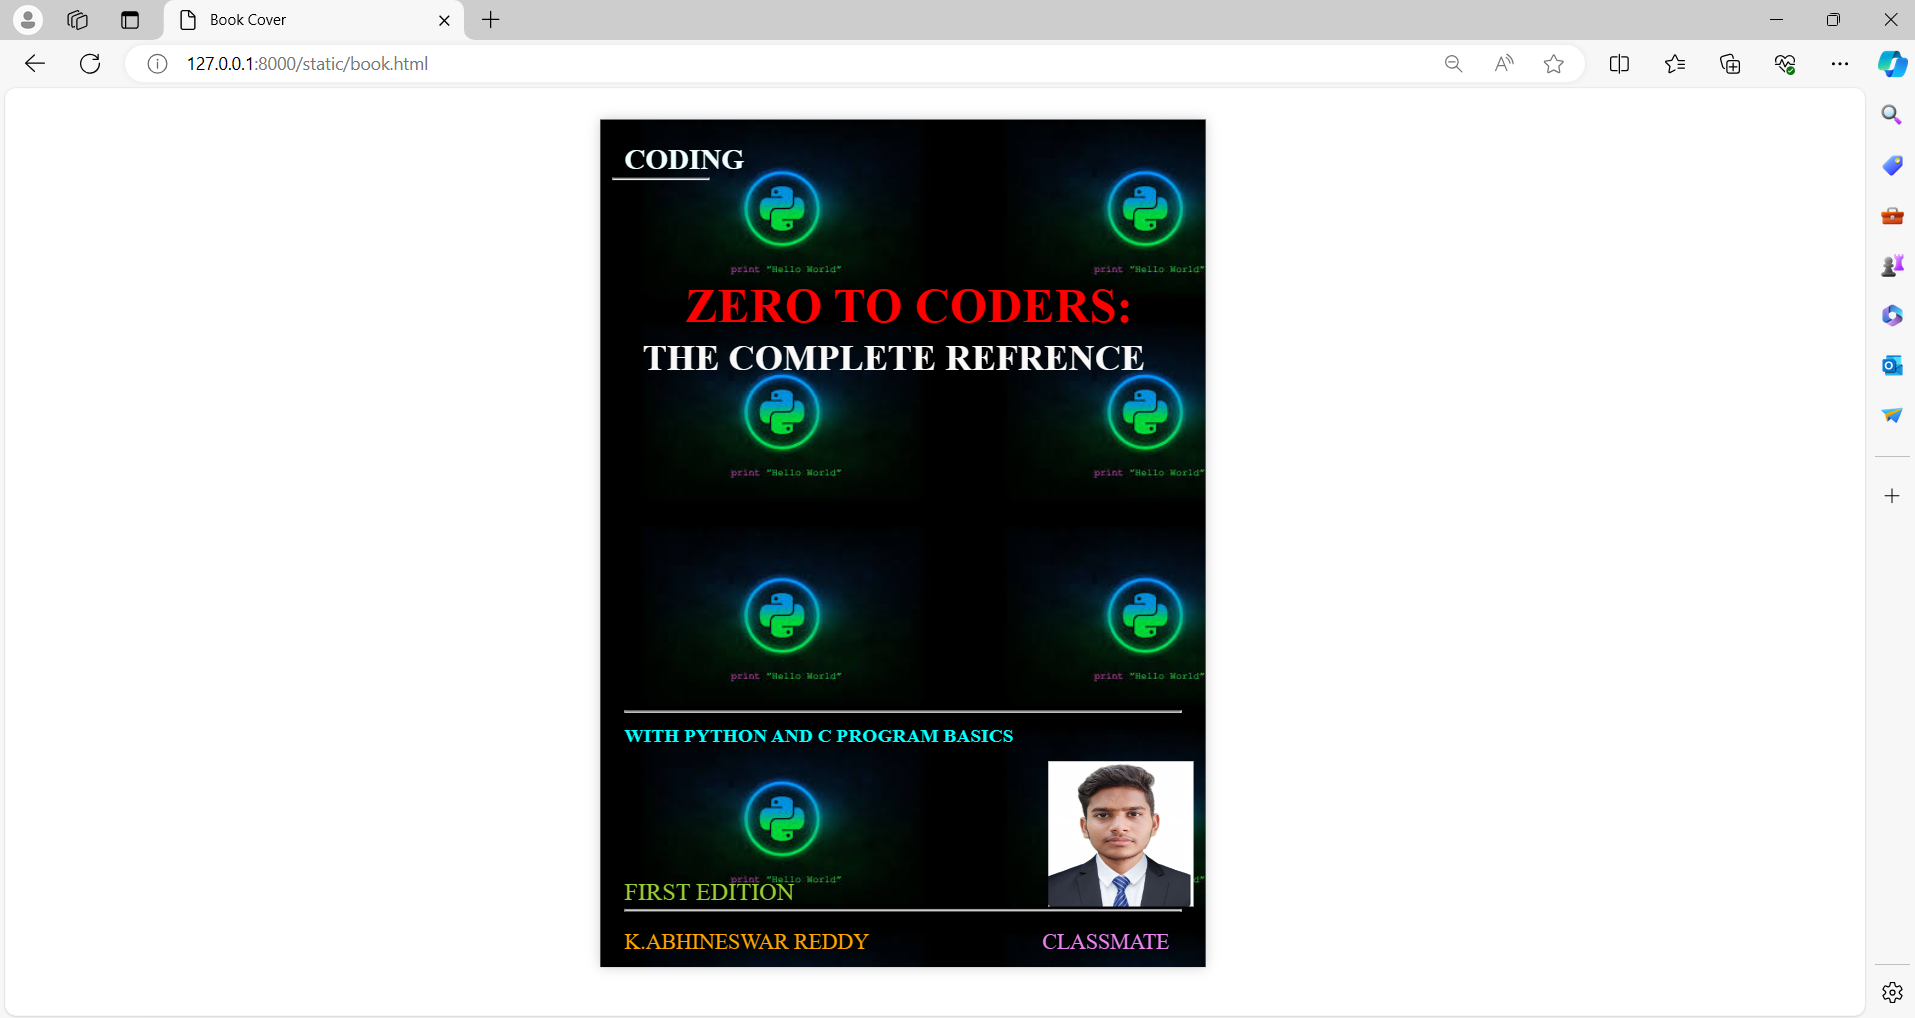 Book Cover
127.0.0.1:8000/static/book.html
CODING
print "Hello World"
print "Hello World"
ZERO TO CODERS:
THE COMPLETE REFRENCE
print "Hello World"
print "Hello World"
print "Hello World"
print "Hello World"
WITH PYTHON AND C PROGRAM BASICS
print "Hello World"
d"
FIRST EDITION
K.ABHINESWAR REDDY
CLASSMATE